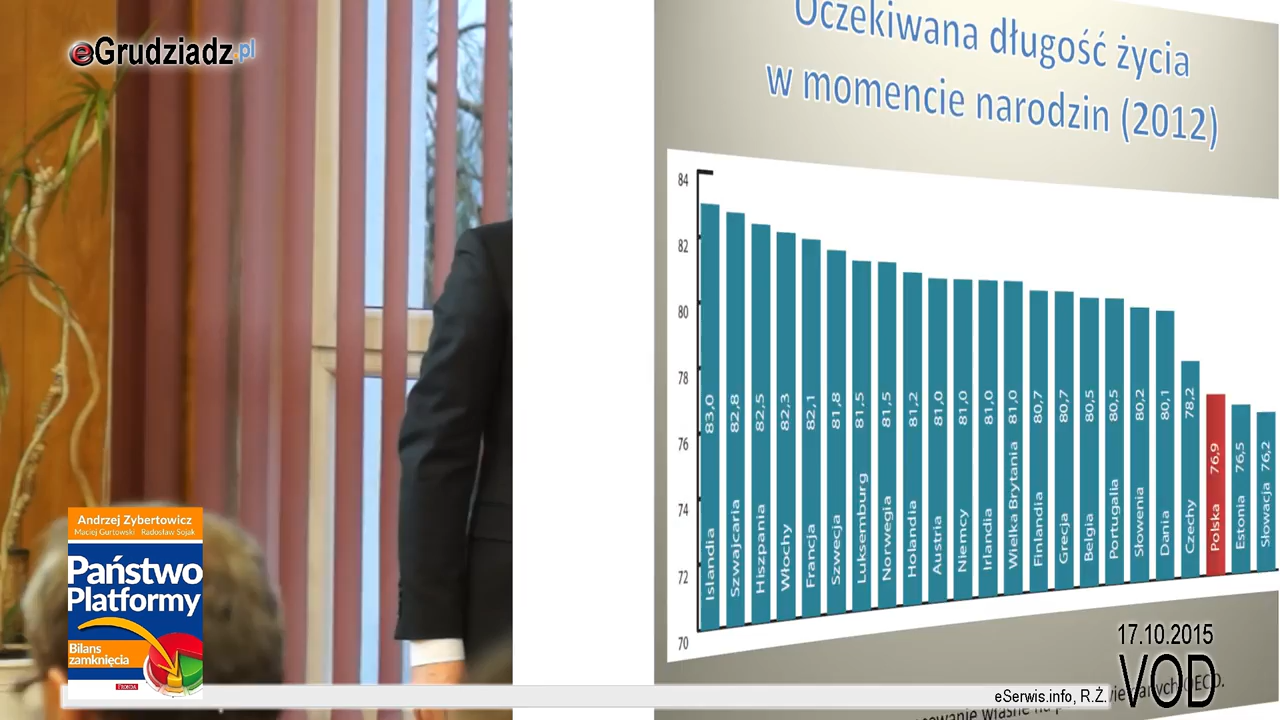 eGrudziadz.pl
Oczekiwana długość życia
w momencie narodzin (2012)
84
82
80
78
76
74
72
70
Islandia 83,0
Szwajcaria 82,8
Hiszpania 82,5
Włochy 82,3
Francja 82,1
Szwecja 81,8
Luksemburg 81,5
Norwegia 81,5
Holandia 81,2
Austria 81,0
Niemcy 81,0
Irlandia 81,0
Wielka Brytania 81,0
Finlandia 80,7
Grecja 80,7
Belgia 80,5
Portugalia 80,5
Słowenia 80,2
Dania 80,1
Czechy 78,2
Polska 76,9
Estonia 76,5
Słowacja 76,2
Andrzej Zybertowicz
Maciej Gurtowski Radosław Sojak
Państwo
Platformy
Bilans
zamknięcia
17.10.2015
VOD
eSerwis.info, R.Ż.
własne na danych OECD.